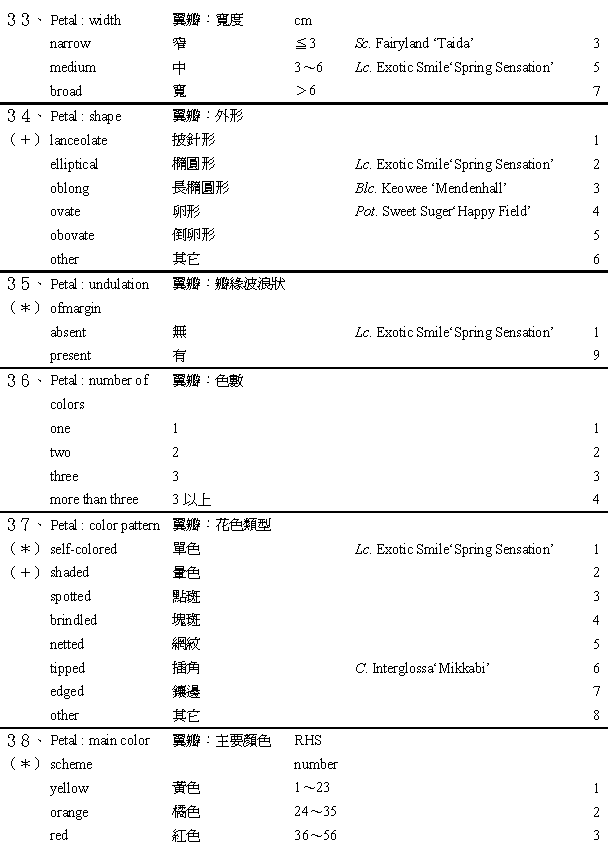 33、 Petal : width 翼瓣：寬度 cm
narrow 窄 ≦3 Sc. Fairyland ‘Taida’ 3
medium 中 3～6 Lc. Exotic Smile‘Spring Sensation’ 5
broad 寬 ＞6 7
34、 Petal : shape 翼瓣：外形
(＋) lanceolate 披針形 1
elliptical 橢圓形 Lc. Exotic Smile‘Spring Sensation’ 2
oblong 長橢圓形 Blc. Keowee ‘Mendenhall’ 3
ovate 卵形 Pot. Sweet Suger‘Happy Field’ 4
obovate 倒卵形 5
other 其它 6
35、 Petal : undulation 翼瓣：瓣緣波浪狀
(＊) ofmargin
absent 無 Lc. Exotic Smile‘Spring Sensation’ 1
present 有 9
36、 Petal : number of 翼瓣：色數
colors
one 1 1
two 2 2
three 3 3
more than three 3 以上 4
37、 Petal : color pattern 翼瓣：花色類型
(＊) self-colored 單色 Lc. Exotic Smile‘Spring Sensation’ 1
(＋) shaded 暈色 2
spotted 點斑 3
brindled 塊斑 4
netted 網紋 5
tipped 插角 C. Interglossa‘Mikkabi’ 6
edged 鑲邊 7
other 其它 8
38、 Petal : main color 翼瓣：主要顏色 RHS
(＊) scheme number
yellow 黃色 1～23 1
orange 橘色 24～35 2
red 紅色 36～56 3